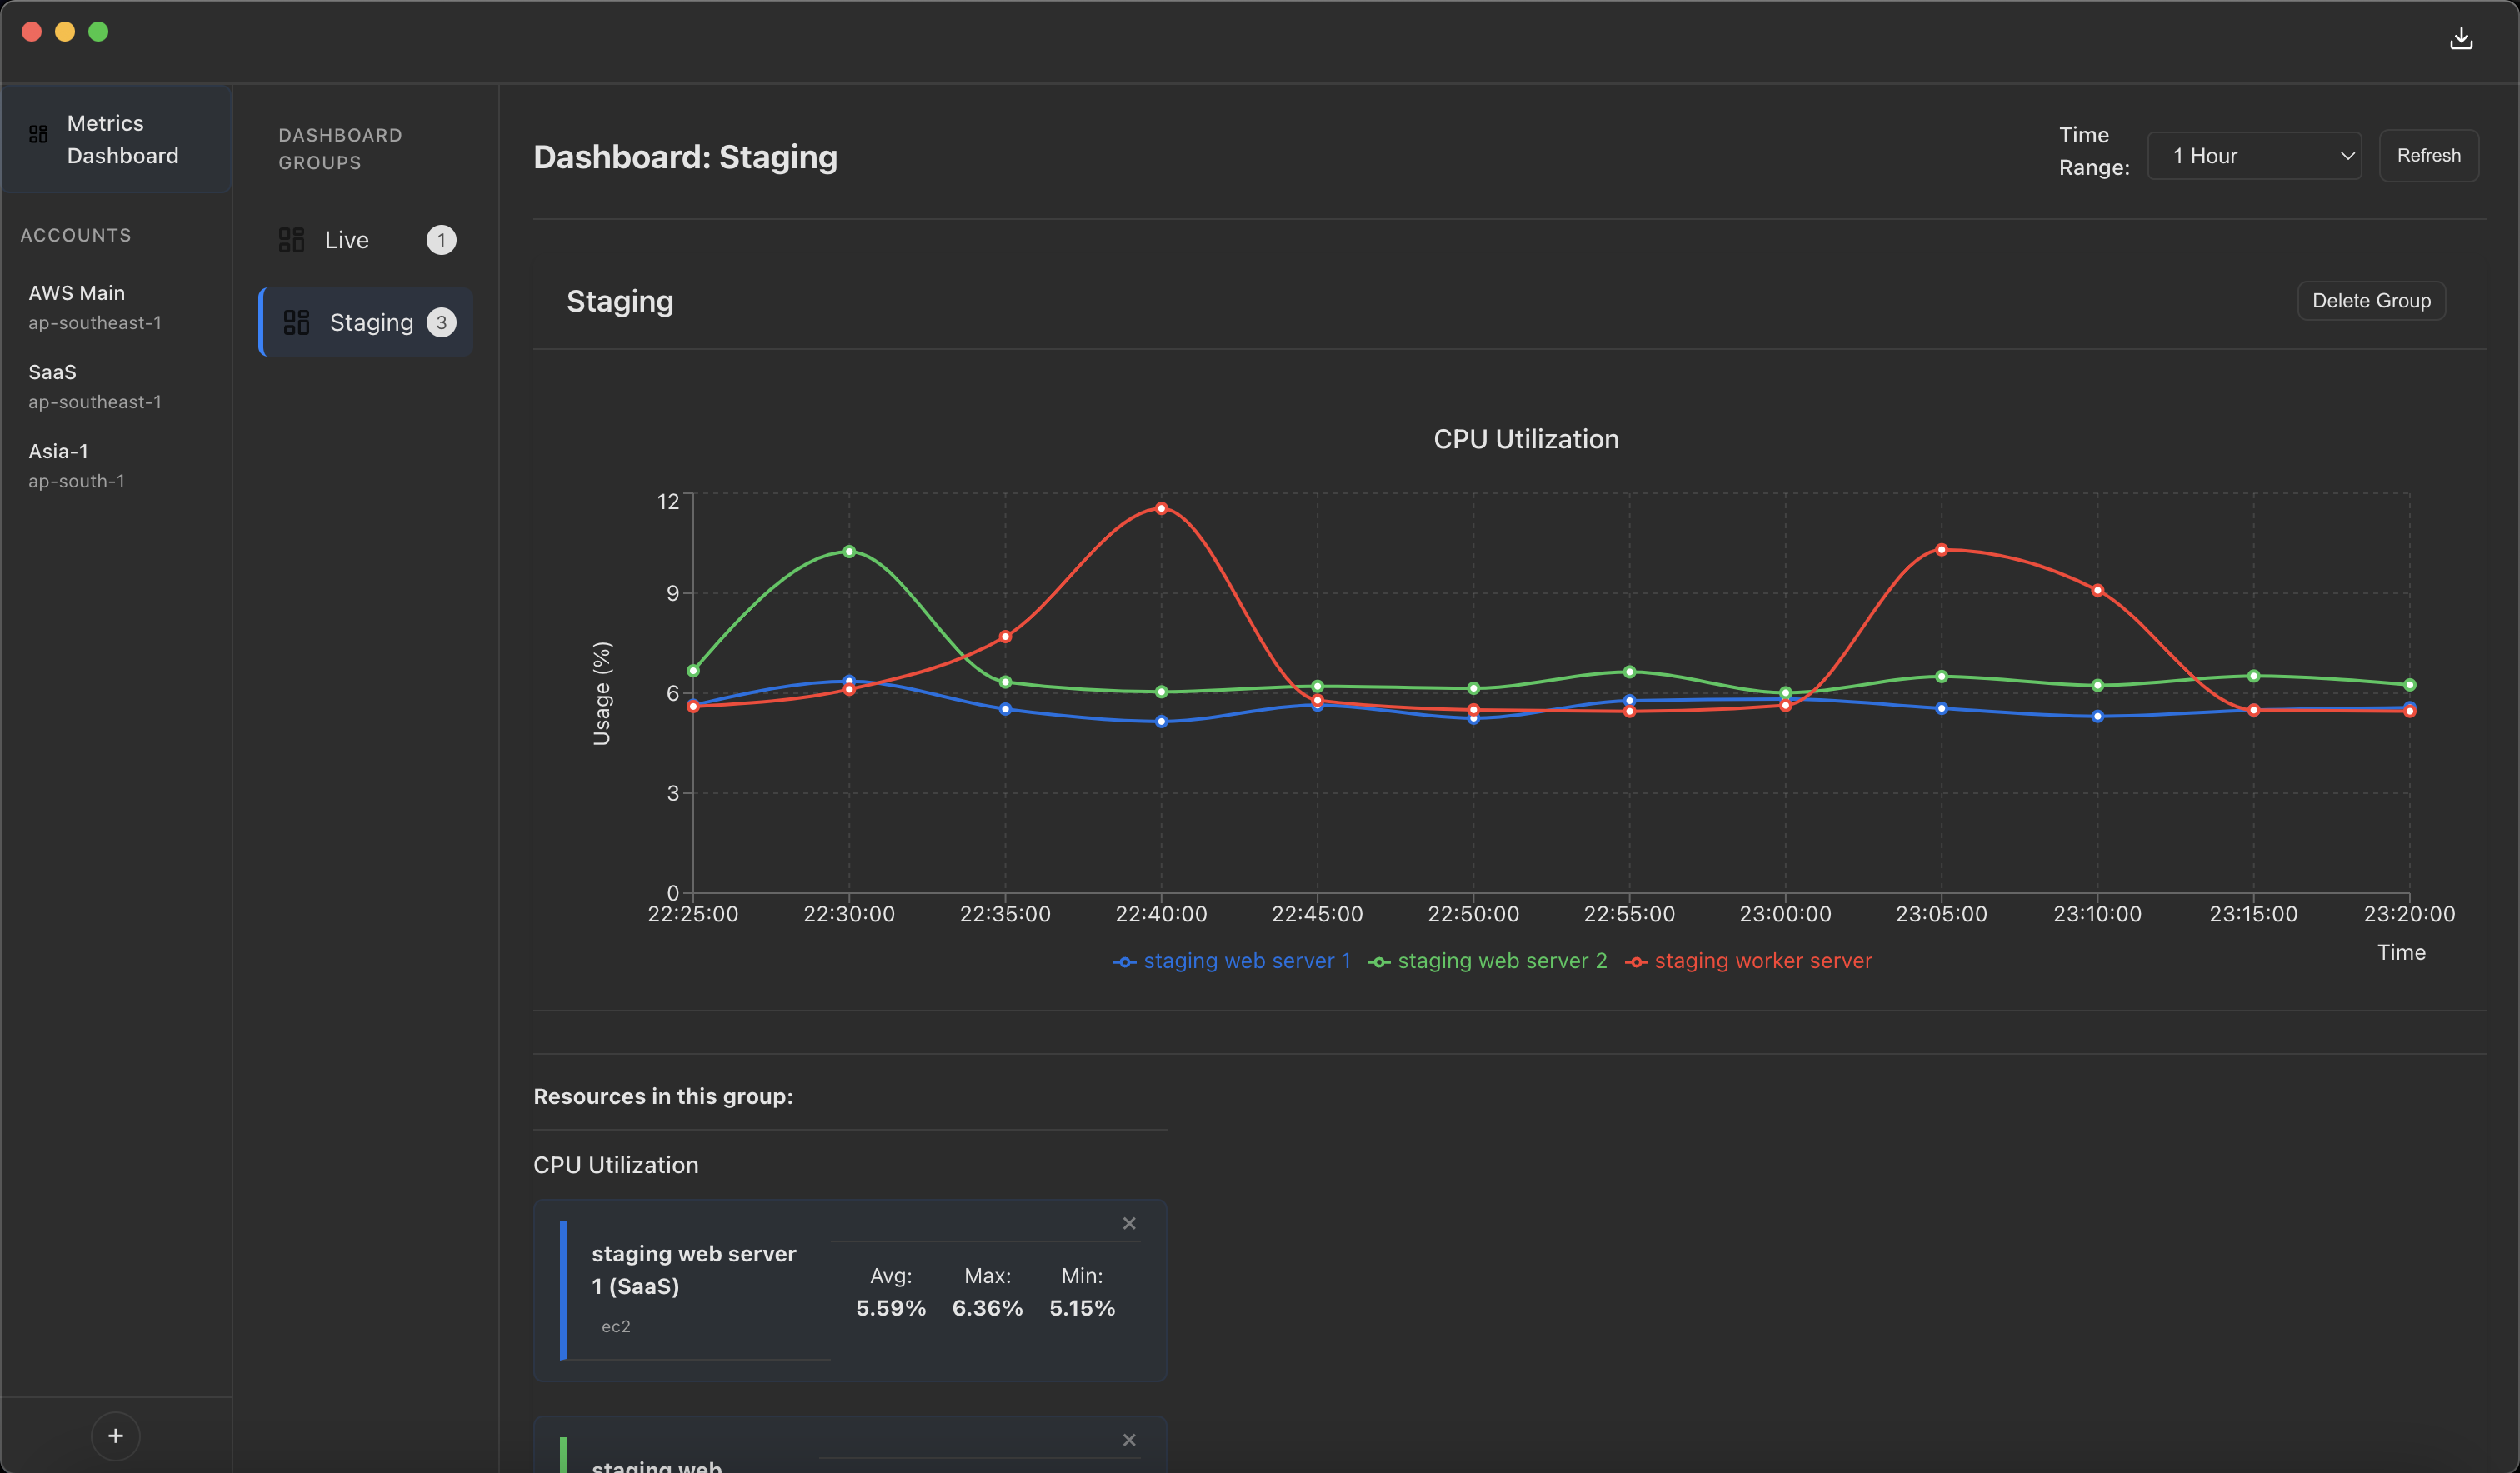 Metrics
Dashboard
ACCOUNTS
AWS Main
ap-southeast-1
SaaS
ap-southeast-1
Asia-1
ap-south-1
+
DASHBOARD
GROUPS
Live 1
Staging 3
Dashboard: Staging
Time
Range:
1 Hour
Refresh
Staging
Delete Group
CPU Utilization
Usage (%)
12
9
6
3
0
22:25:00 22:30:00 22:35:00 22:40:00 22:45:00 22:50:00 22:55:00 23:00:00 23:05:00 23:10:00 23:15:00 23:20:00
Time
staging web server 1 staging web server 2 staging worker server
Resources in this group:
CPU Utilization
×
staging web server
1 (SaaS)
ec2
Avg: Max: Min:
5.59% 6.36% 5.15%
×
staging web